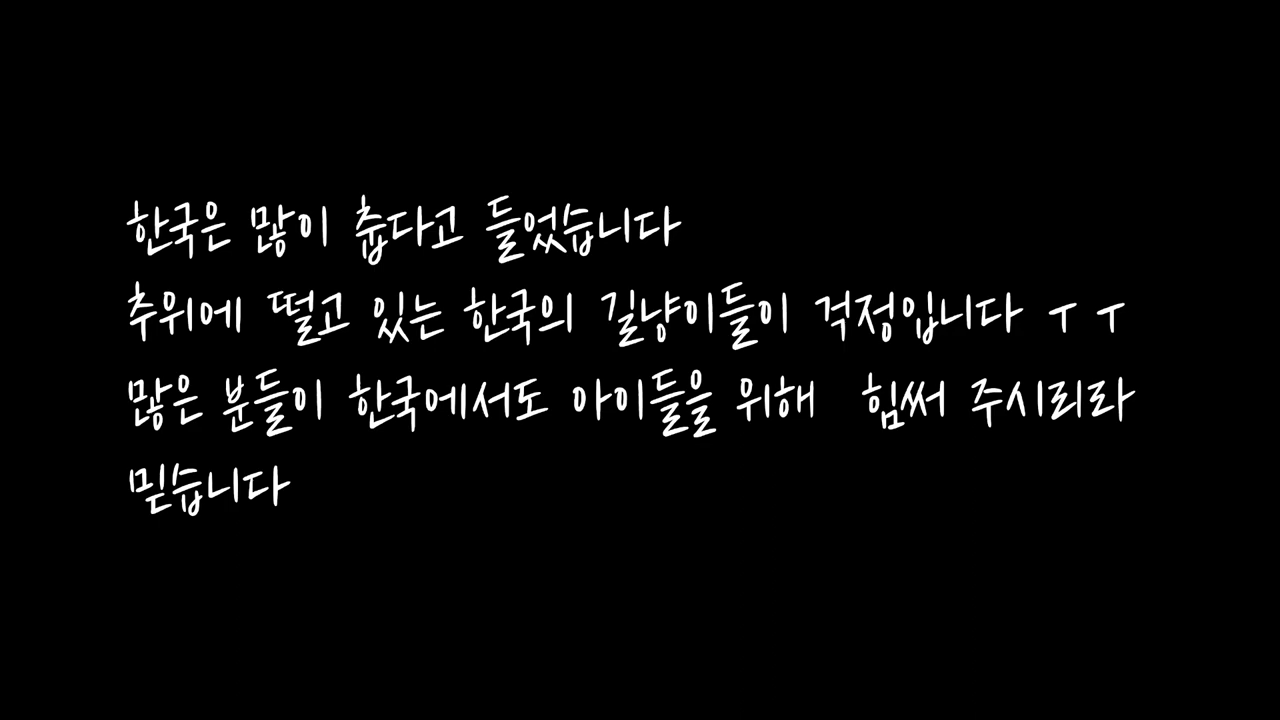 한국은 많이 춥다고 들었습니다
추위에 떨고 있는 한국의 길냥이들이 걱정입니다 ㅜㅜ
많은 분들이 한국에서도 아이들을 위해 힘써 주시리라
믿습니다